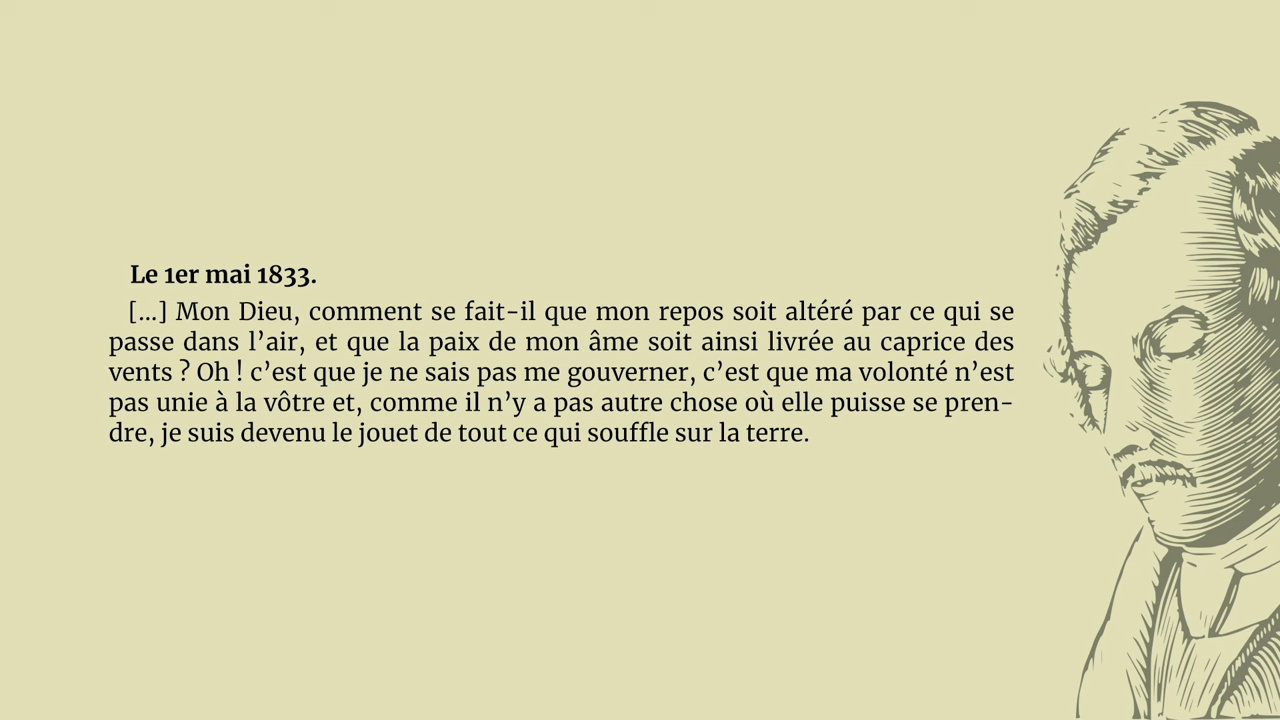 Le 1er mai 1833.
[...] Mon Dieu, comment se fait-il que mon repos soit altéré par ce qui se
passe dans l’air, et que la paix de mon âme soit ainsi livrée au caprice des
vents ? Oh ! c’est que je ne sais pas me gouverner, c’est que ma volonté n’est
pas unie à la vôtre et, comme il n’y a pas autre chose où elle puisse se pren-
dre, je suis devenu le jouet de tout ce qui souffle sur la terre.